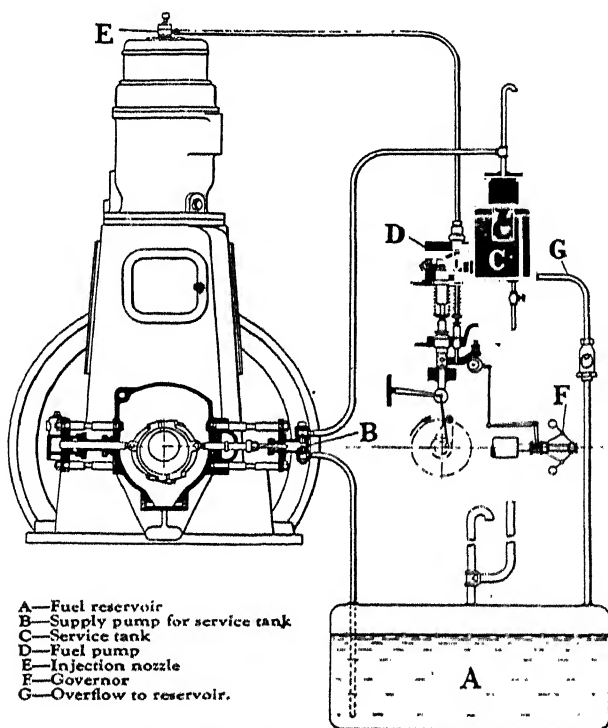 E
D
C
C
G
B
F
A—Fuel reservoir
B—Supply pump for service tank
C—Service tank
D—Fuel pump
E—Injection nozzle
F—Governor
G—Overflow to reservoir.
A